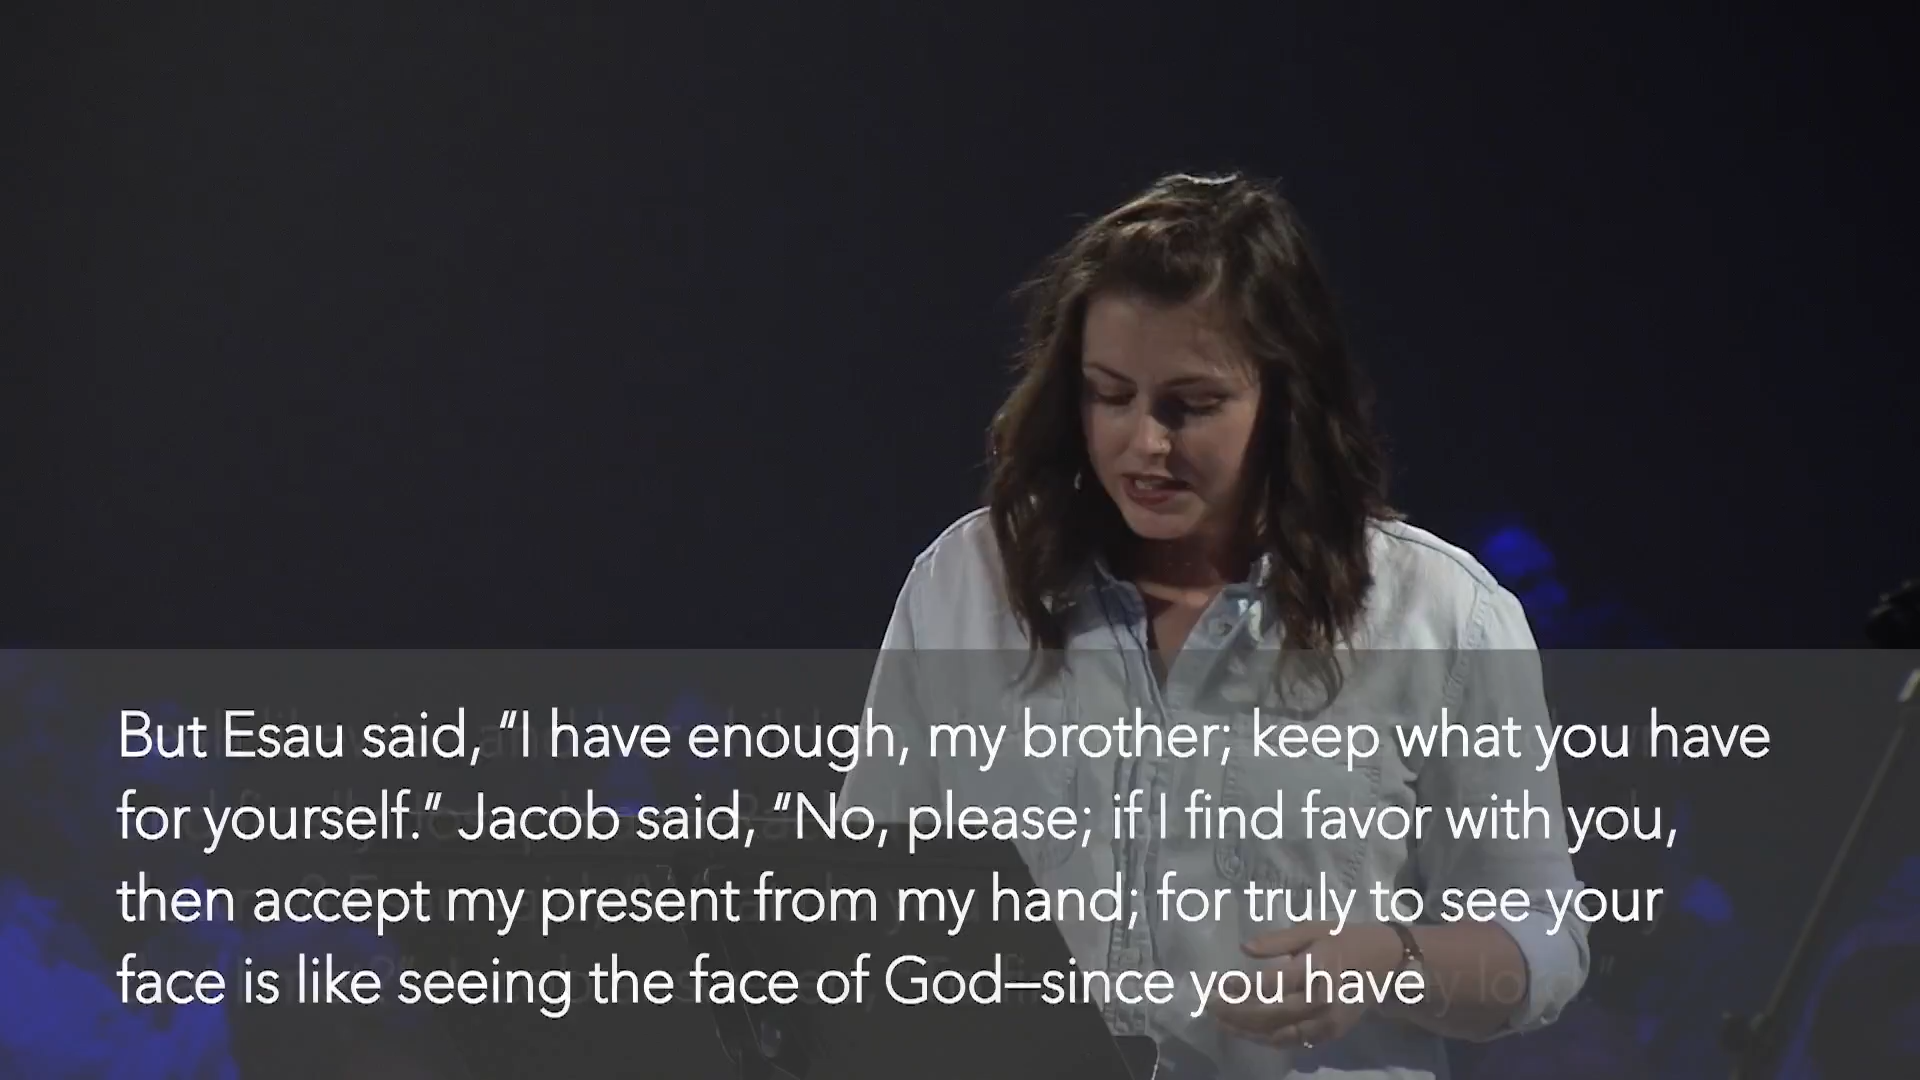 But Esau said, “I have enough, my brother; keep what you have
for yourself.” Jacob said, “No, please; if I find favor with you,
then accept my present from my hand; for truly to see your
face is like seeing the face of God—since you have